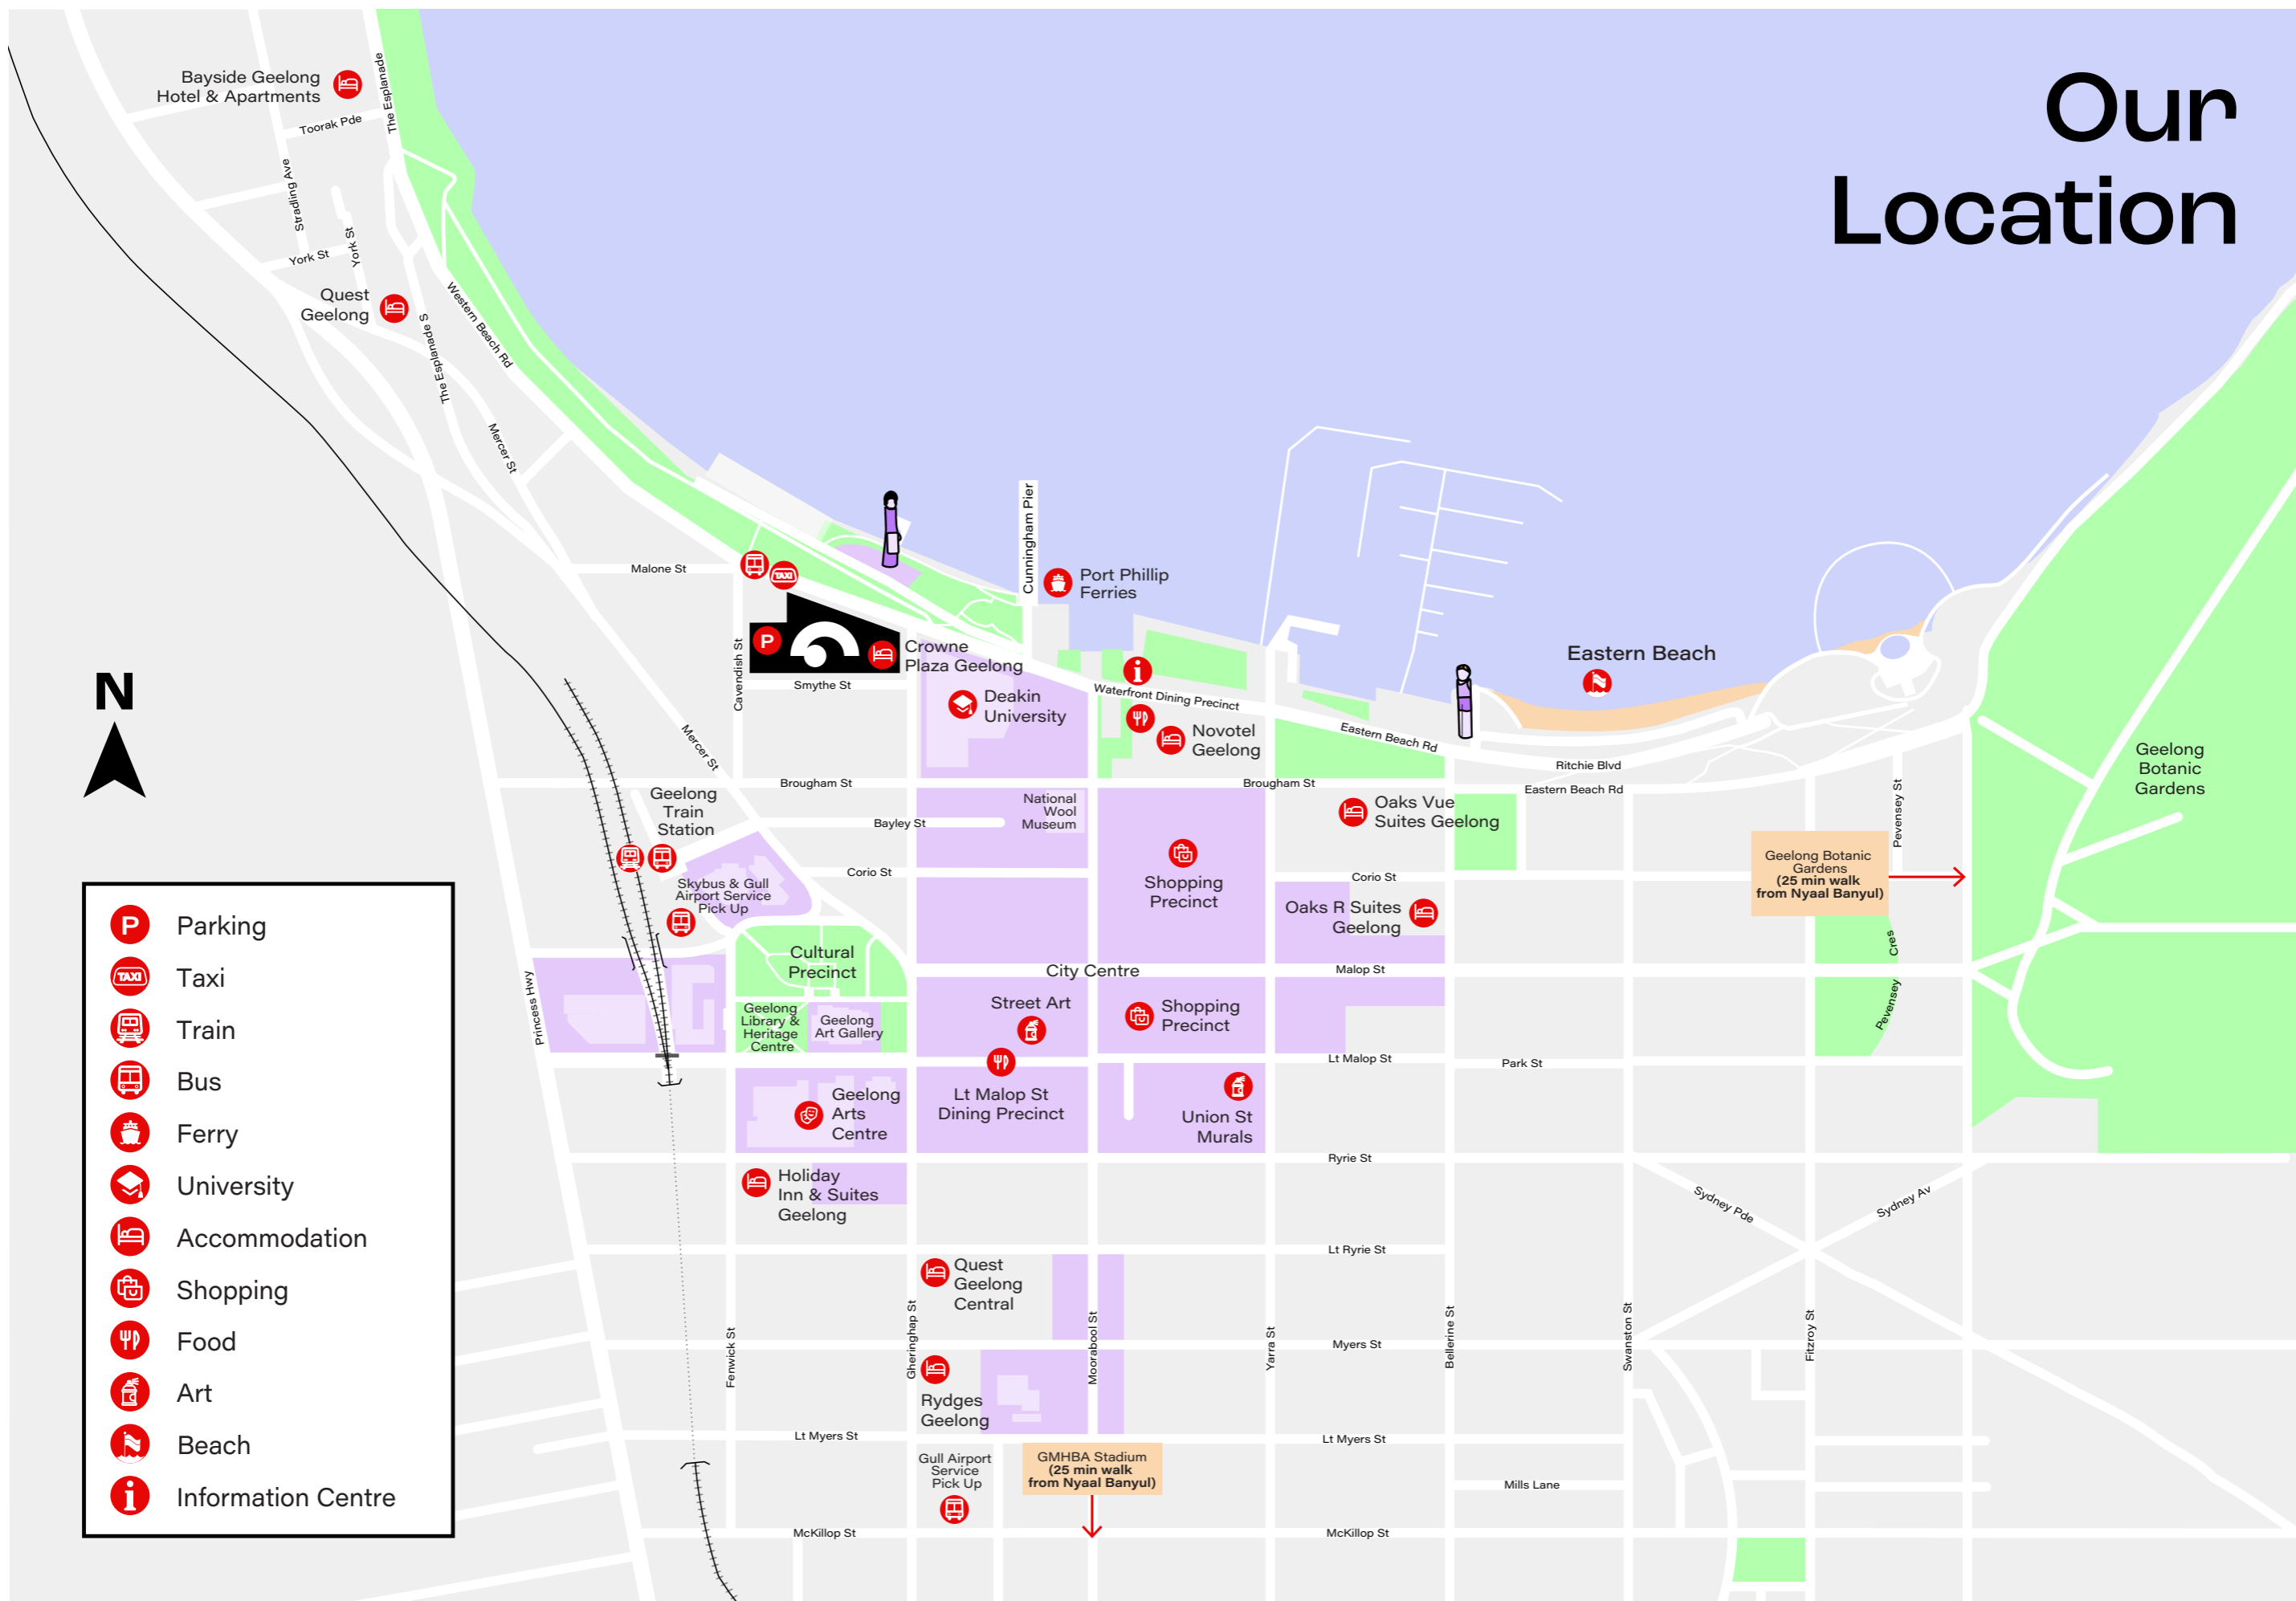 Our
Location
Bayside Geelong
Hotel & Apartments
The Esplanade
Toorak Pde
Stradling Ave
York St
York St
Quest
Geelong
The Esplanade S
Western Beach Rd
Mercer St
Malone St
TAXI
Cunningham Pier
Port Phillip
Ferries
P
Crowne
Plaza Geelong
Cavendish St
Smythe St
Deakin
University
i
Waterfront Dining Precinct
Novotel
Geelong
Eastern Beach
Eastern Beach Rd
Ritchie Blvd
Eastern Beach Rd
Pevensey St
Geelong
Botanic
Gardens
N
Mercer St
Brougham St
Brougham St
Geelong
Train
Station
Bayley St
National
Wool
Museum
Oaks Vue
Suites Geelong
Shopping
Precinct
Corio St
Corio St
Geelong Botanic
Gardens
(25 min walk
from Nyaal Banyul)
Skybus & Gull
Airport Service
Pick Up
Oaks R Suites
Geelong
Cultural
Precinct
City Centre
Malop St
Pevensey Cres
Princess Hwy
Geelong
Library &
Heritage
Centre
Geelong
Art Gallery
Street Art
Shopping
Precinct
Lt Malop St
Park St
Geelong
Arts
Centre
Lt Malop St
Dining Precinct
Union St
Murals
Ryrie St
Holiday
Inn & Suites
Geelong
Sydney Pde
Sydney Av
Lt Ryrie St
Quest
Geelong
Central
Fenwick St
Gheringhap St
Moorabool St
Yarra St
Myers St
Bellerine St
Swanston St
Fitzroy St
Rydges
Geelong
Lt Myers St
Lt Myers St
Gull Airport
Service
Pick Up
GMHBA Stadium
(25 min walk
from Nyaal Banyul)
Mills Lane
McKillop St
McKillop St
P Parking
TAXI Taxi
Train
Bus
Ferry
University
Accommodation
Shopping
Food
Art
Beach
i Information Centre